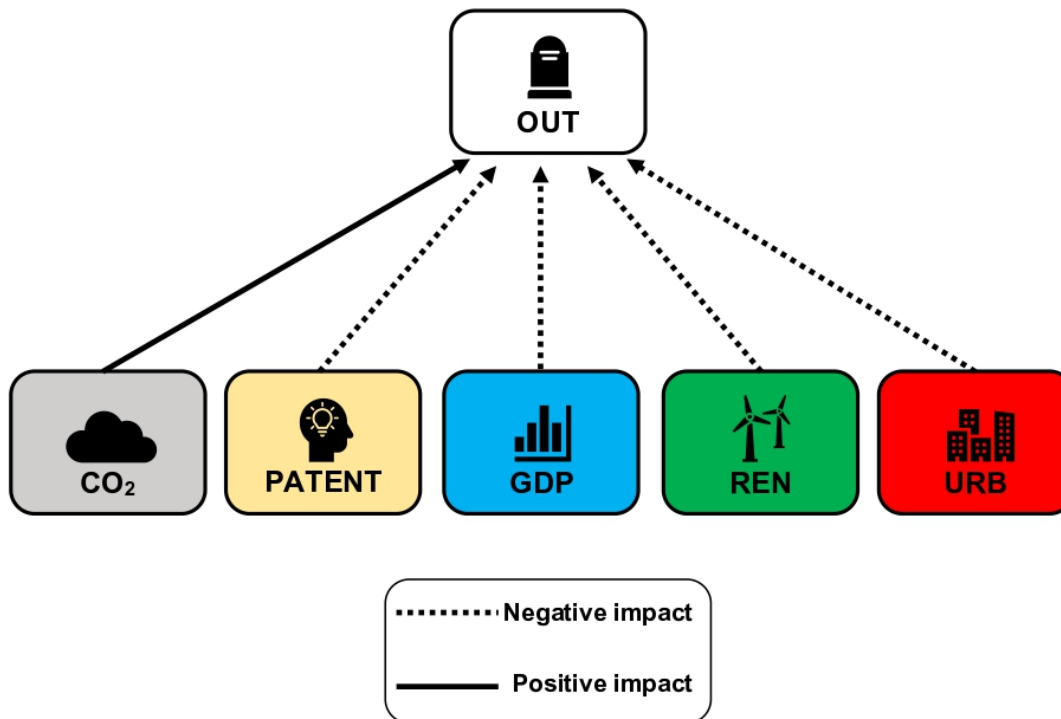 OUT
CO₂
PATENT
GDP
REN
URB
Negative impact
Positive impact